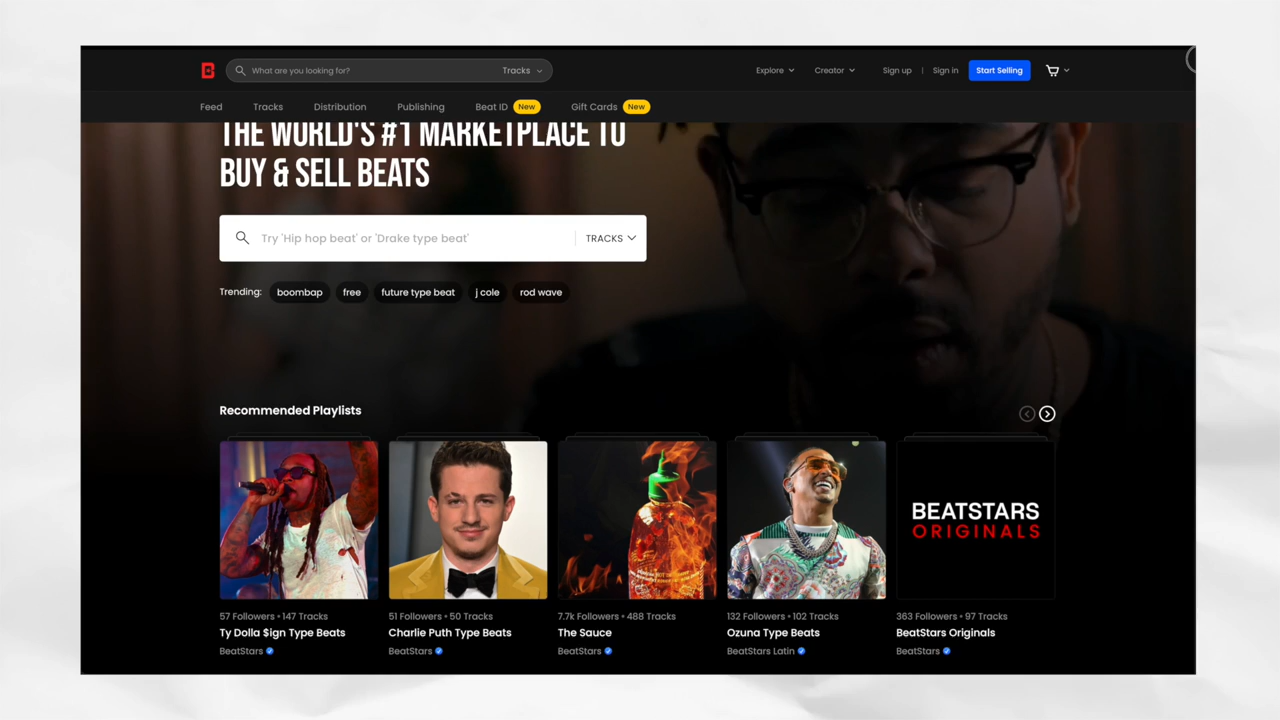 What are you looking for?
Tracks
Explore
Creator
Sign up
Sign in
Start Selling
Feed
Tracks
Distribution
Publishing
Beat ID New
Gift Cards New
THE WORLD'S #1 MARKETPLACE TO
BUY & SELL BEATS
Try 'Hip hop beat' or 'Drake type beat'
TRACKS
Trending:
boombap
free
future type beat
j cole
rod wave
Recommended Playlists
BEATSTARS
ORIGINALS
57 Followers • 147 Tracks
Ty Dolla $ign Type Beats
BeatStars
51 Followers • 50 Tracks
Charlie Puth Type Beats
BeatStars
7.7k Followers • 488 Tracks
The Sauce
BeatStars
132 Followers • 102 Tracks
Ozuna Type Beats
BeatStars Latin
363 Followers • 97 Tracks
BeatStars Originals
BeatStars